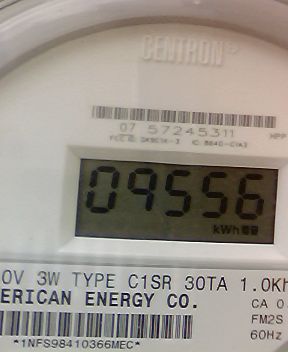 CENTRON®
07 57245311
HPP
09556
kWh
0V 3W TYPE C1SR 30TA 1.0Kh
ERICAN ENERGY CO.
CA 0.
FM2S
60Hz
*1NFS98410366MEC*